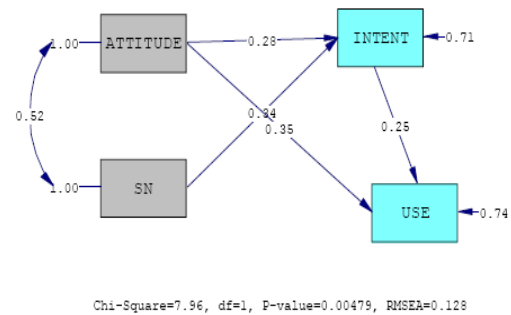 1.00
ATTITUDE
0.28
INTENT
0.71
0.52
0.34
0.35
0.25
1.00
SN
USE
0.74
Chi-Square=7.96, df=1, P-value=0.00479, RMSEA=0.128